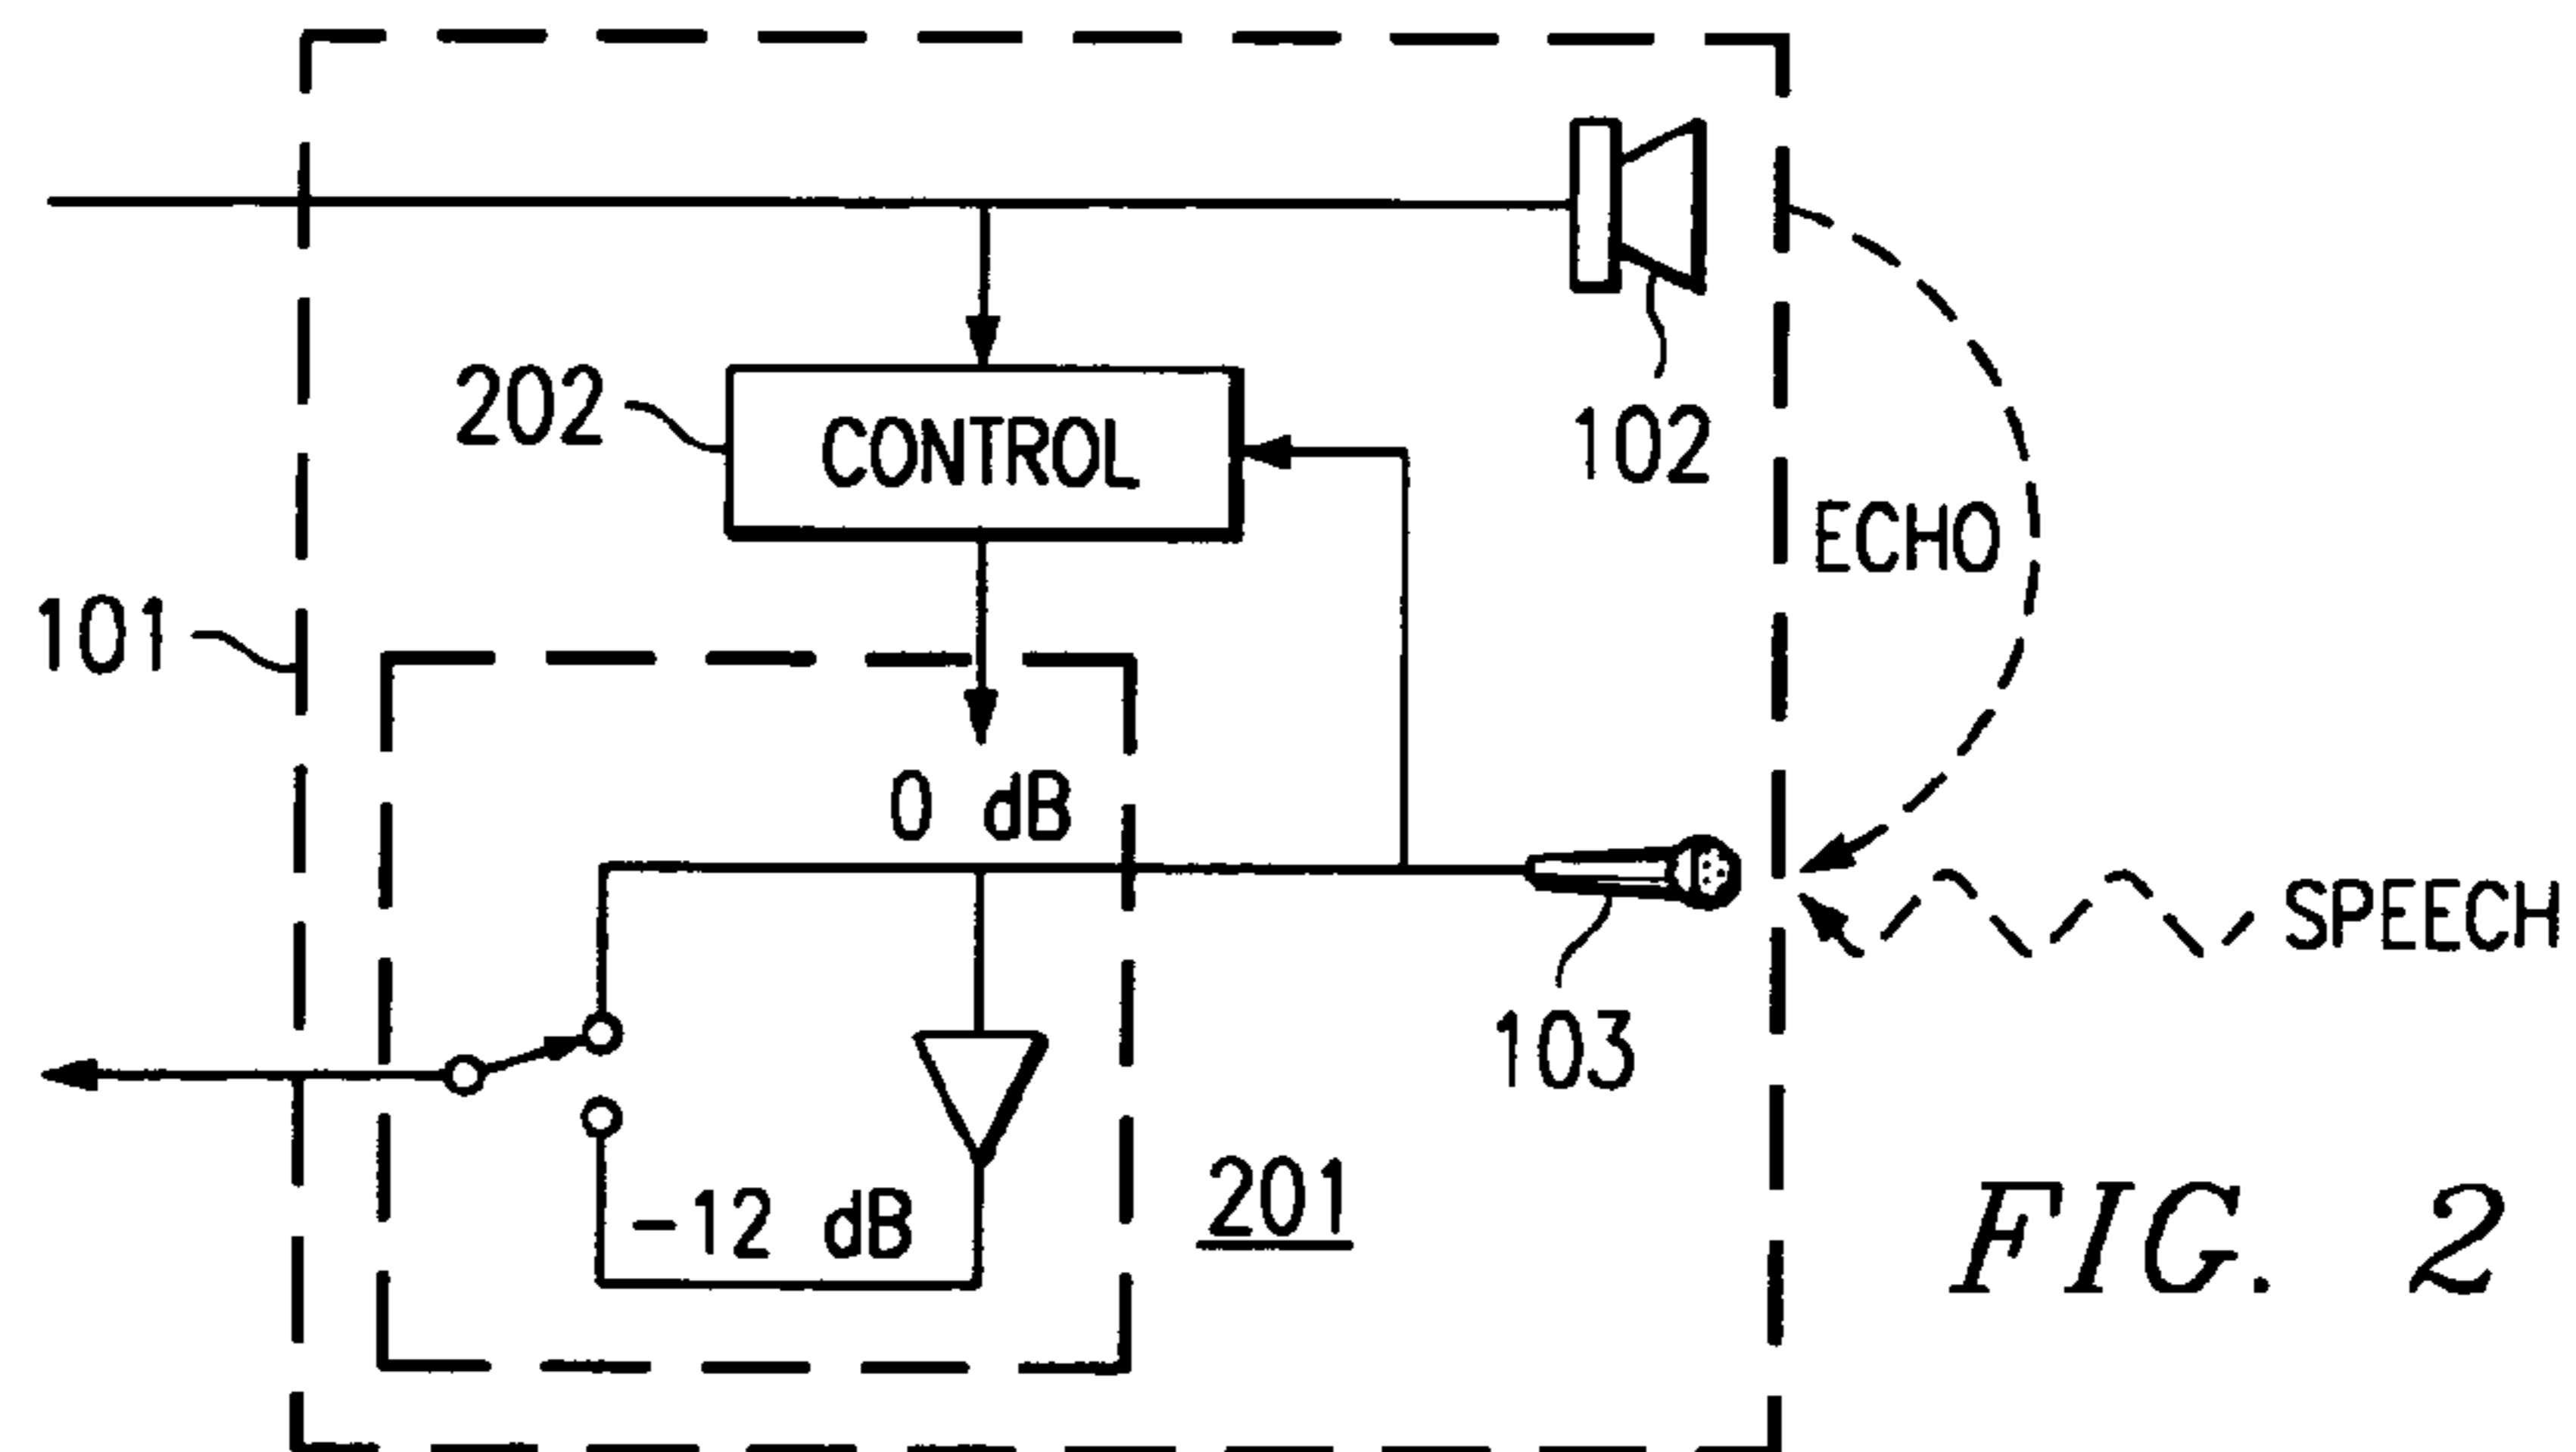 202
CONTROL
102
ECHO
101
0 dB
SPEECH
103
-12 dB
201
FIG. 2